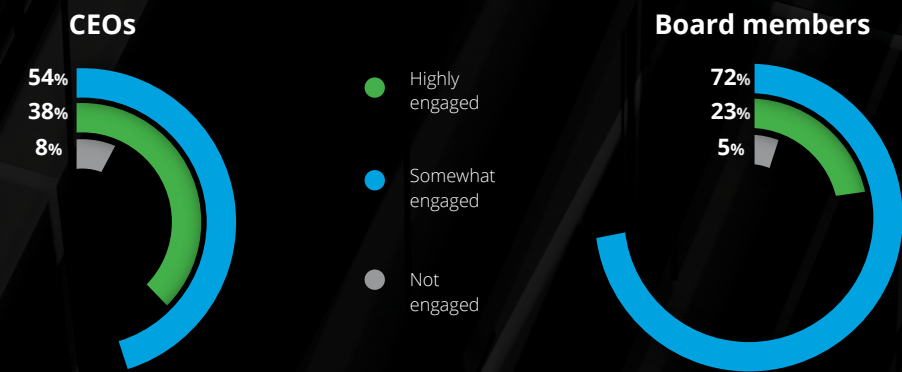 CEOs
54%
38%
8%
Highly
engaged
Somewhat
engaged
Not
engaged
Board members
72%
23%
5%